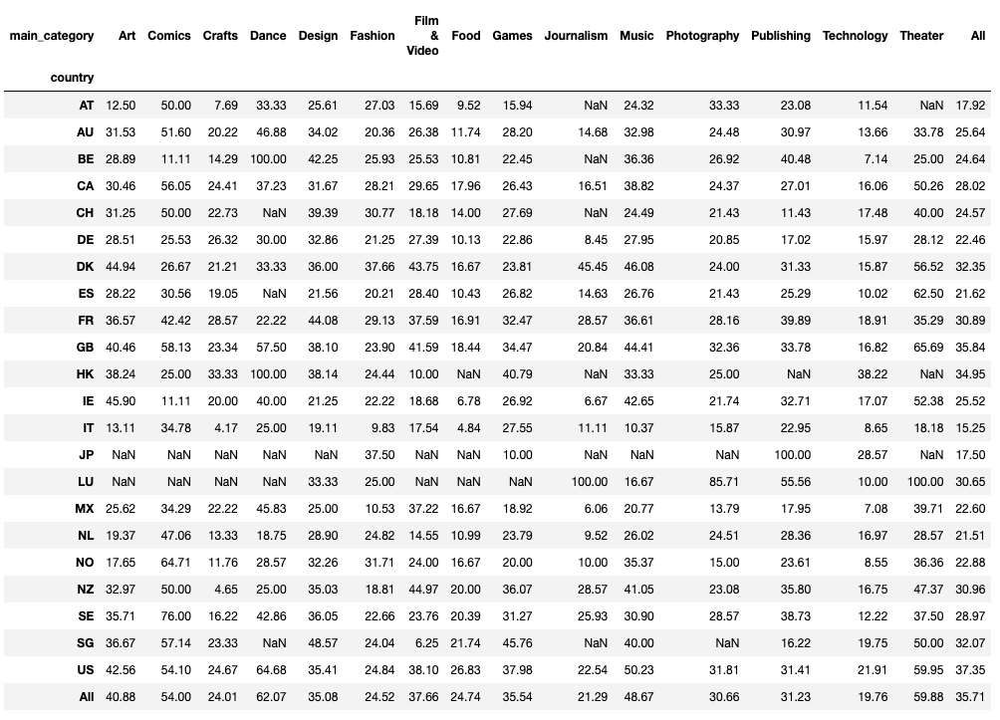 main_category Art Comics Crafts Dance Design Fashion Film & Video Food Games Journalism Music Photography Publishing Technology Theater All
country
AT 12.50 50.00 7.69 33.33 25.61 27.03 15.69 9.52 15.94 NaN 24.32 33.33 23.08 11.54 NaN 17.92
AU 31.53 51.60 20.22 46.88 34.02 20.36 26.38 11.74 28.20 14.68 32.98 24.48 30.97 13.66 33.78 25.64
BE 28.89 11.11 14.29 100.00 42.25 25.93 25.53 10.81 22.45 NaN 36.36 26.92 40.48 7.14 25.00 24.64
CA 30.46 56.05 24.41 37.23 31.67 28.21 29.65 17.96 26.43 16.51 38.82 24.37 27.01 16.06 50.26 28.02
CH 31.25 50.00 22.73 NaN 39.39 30.77 18.18 14.00 27.69 NaN 24.49 21.43 11.43 17.48 40.00 24.57
DE 28.51 25.53 26.32 30.00 32.86 21.25 27.39 10.13 22.86 8.45 27.95 20.85 17.02 15.97 28.12 22.46
DK 44.94 26.67 21.21 33.33 36.00 37.66 43.75 16.67 23.81 45.45 46.08 24.00 31.33 15.87 56.52 32.35
ES 28.22 30.56 19.05 NaN 21.56 20.21 28.40 10.43 26.82 14.63 26.76 21.43 25.29 10.02 62.50 21.62
FR 36.57 42.42 28.57 22.22 44.08 29.13 37.59 16.91 32.47 28.57 36.61 28.16 39.89 18.91 35.29 30.89
GB 40.46 58.13 23.34 57.50 38.10 23.90 41.59 18.44 34.47 20.84 44.41 32.36 33.78 16.82 65.69 35.84
HK 38.24 25.00 33.33 100.00 38.14 24.44 10.00 NaN 40.79 NaN 33.33 25.00 NaN 38.22 NaN 34.95
IE 45.90 11.11 20.00 40.00 21.25 22.22 18.68 6.78 26.92 6.67 42.65 21.74 32.71 17.07 52.38 25.52
IT 13.11 34.78 4.17 25.00 19.11 9.83 17.54 4.84 27.55 11.11 10.37 15.87 22.95 8.65 18.18 15.25
JP NaN NaN NaN NaN NaN 37.50 NaN NaN 10.00 NaN NaN NaN 100.00 28.57 NaN 17.50
LU NaN NaN NaN NaN 33.33 25.00 NaN NaN NaN 100.00 16.67 85.71 55.56 10.00 100.00 30.65
MX 25.62 34.29 22.22 45.83 25.00 10.53 37.22 16.67 18.92 6.06 20.77 13.79 17.95 7.08 39.71 22.60
NL 19.37 47.06 13.33 18.75 28.90 24.82 14.55 10.99 23.79 9.52 26.02 24.51 28.36 16.97 28.57 21.51
NO 17.65 64.71 11.76 28.57 32.26 31.71 24.00 16.67 20.00 10.00 35.37 15.00 23.61 8.55 36.36 22.88
NZ 32.97 50.00 4.65 25.00 35.03 18.81 44.97 20.00 36.07 28.57 41.05 23.08 35.80 16.75 47.37 30.96
SE 35.71 76.00 16.22 42.86 36.05 22.66 23.76 20.39 31.27 25.93 30.90 28.57 38.73 12.22 37.50 28.97
SG 36.67 57.14 23.33 NaN 48.57 24.04 6.25 21.74 45.76 NaN 40.00 NaN 16.22 19.75 50.00 32.07
US 42.56 54.10 24.67 64.68 35.41 24.84 38.10 26.83 37.98 22.54 50.23 31.81 31.41 21.91 59.95 37.35
All 40.88 54.00 24.01 62.07 35.08 24.52 37.66 24.74 35.54 21.29 48.67 30.66 31.23 19.76 59.88 35.71